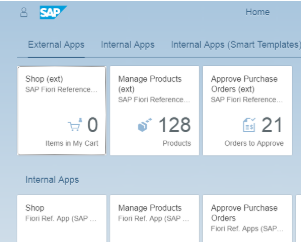 SAP
Home
External Apps
Internal Apps
Internal Apps (Smart Templates)
Shop (ext)
SAP Fiori Reference...
0
Items in My Cart
Manage Products
(ext)
SAP Fiori Reference...
128
Products
Approve Purchase
Orders (ext)
SAP Fiori Reference...
21
Orders to Approve
Internal Apps
Shop
Fiori Ref. App (SAP ...
Manage Products
Fiori Ref. App (SAP ...
Approve Purchase
Orders
Fiori Ref. App (SAP...